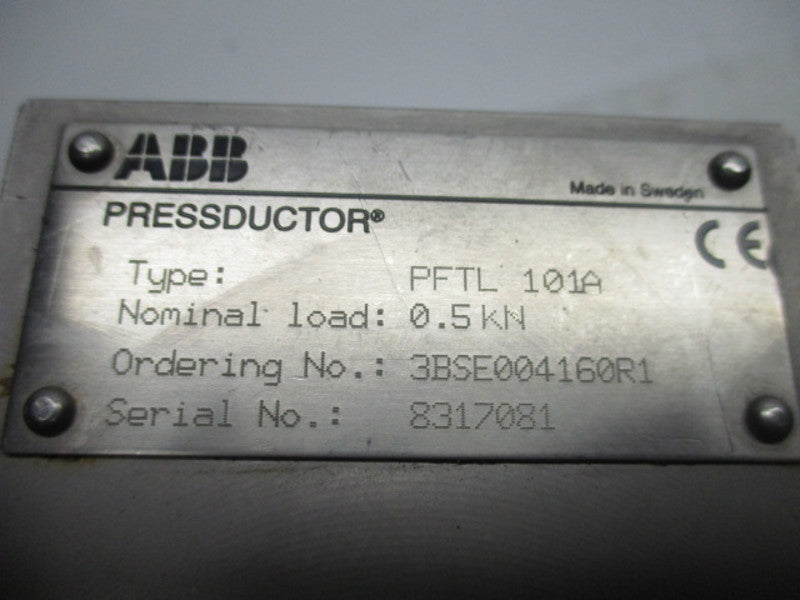 ABB
Made in Sweden
PRESSDUCTOR®
CE
Type: PFTL 101A
Nominal load: 0.5 kN
Ordering No.: 3BSE004160R1
Serial No.: 8317081